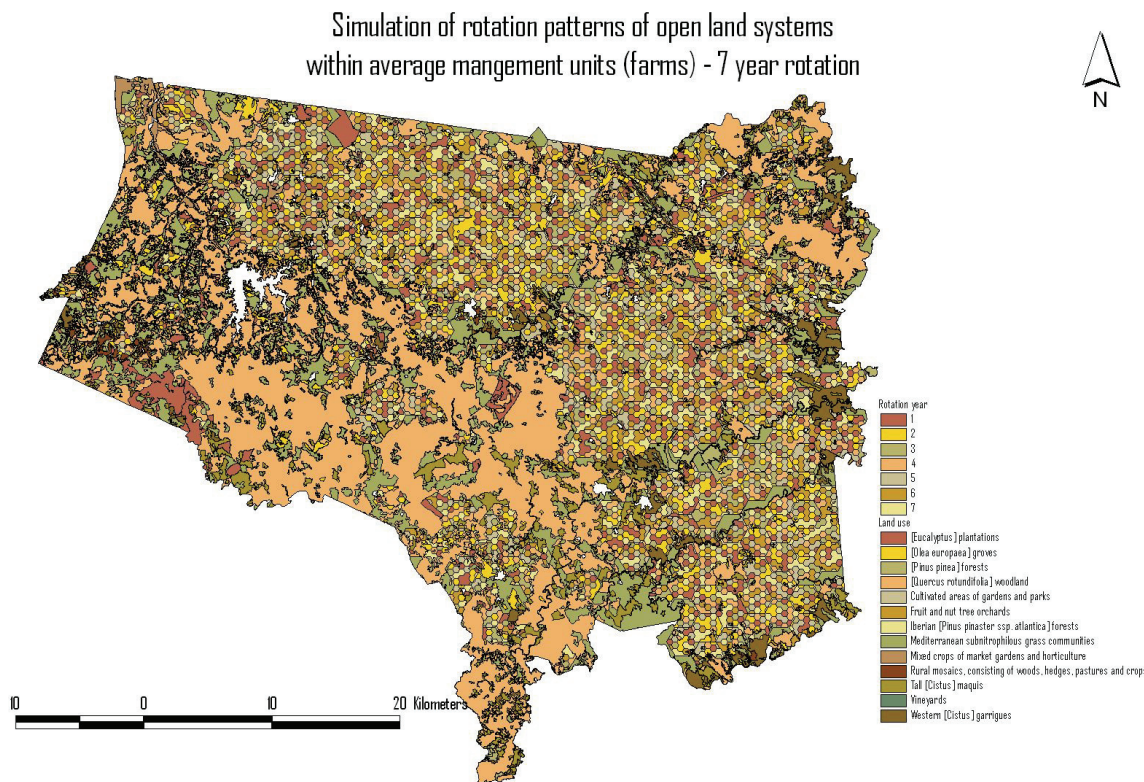 Simulation of rotation patterns of open land systems
within average mangement units (farms) - 7 year rotation
N
Rotation year
1
2
3
4
5
6
7
Land use
[Eucalyptus] plantations
[Olea europaea] groves
[Pinus pinea] forests
[Quercus rotundifolia] woodland
Cultivated areas of gardens and parks
Fruit and nut tree orchards
Iberian [Pinus pinaster ssp. atlantica] forests
Mediterranean subnitrophilous grass communities
Mixed crops of market gardens and horticulture
Rural mosaics, consisting of woods, hedges, pastures and crops
Tall [Cistus] maquis
Vineyards
Western [Cistus] garrigues
10 0 10 20 Kilometers